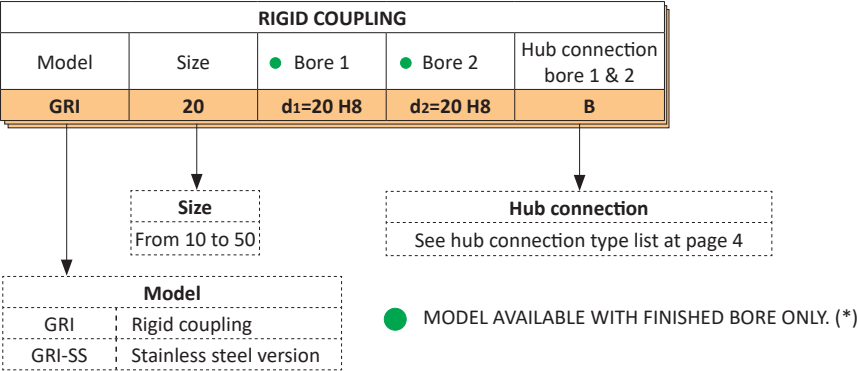 RIGID COUPLING
Model Size Bore 1 Bore 2 Hub connection
bore 1 & 2
GRI 20 d1=20 H8 d2=20 H8 B
Size
From 10 to 50
Hub connection
See hub connection type list at page 4
Model
GRI Rigid coupling
GRI-SS Stainless steel version
MODEL AVAILABLE WITH FINISHED BORE ONLY. (*)